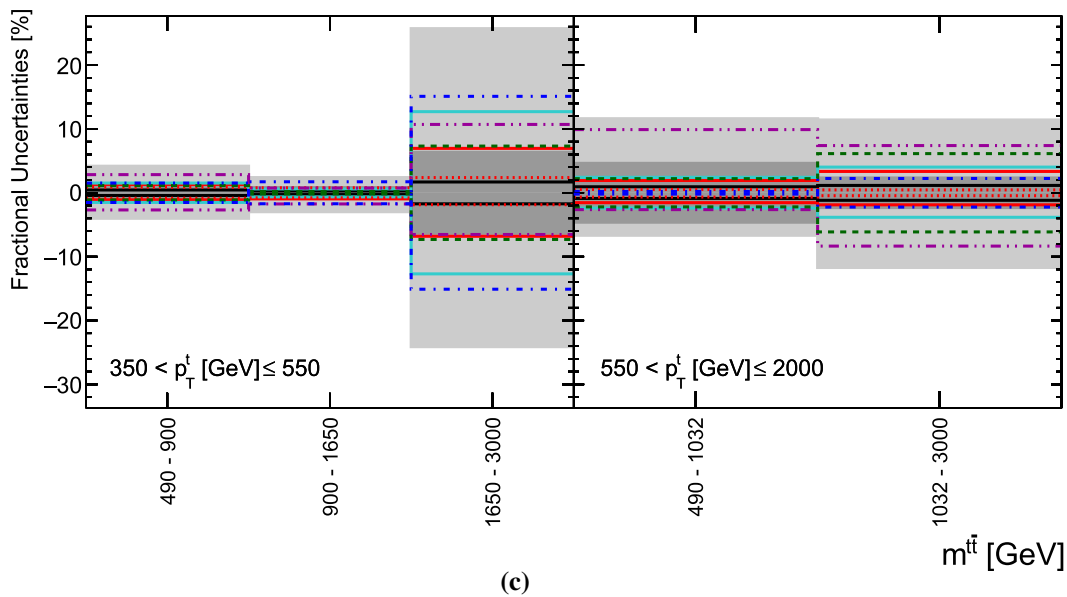 Fractional Uncertainties [%]
20
10
0
−10
−20
−30
350 < p_T^t [GeV] ≤ 550
550 < p_T^t [GeV] ≤ 2000
490 - 900
900 - 1650
1650 - 3000
490 - 1032
1032 - 3000
m^{tt̄} [GeV]
(c)